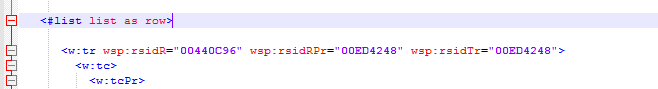 <#list list as row>
<w:tr wsp:rsidR="00440C96" wsp:rsidRPr="00ED4248" wsp:rsidTr="00ED4248">
<w:tc>
<w:tcPr>